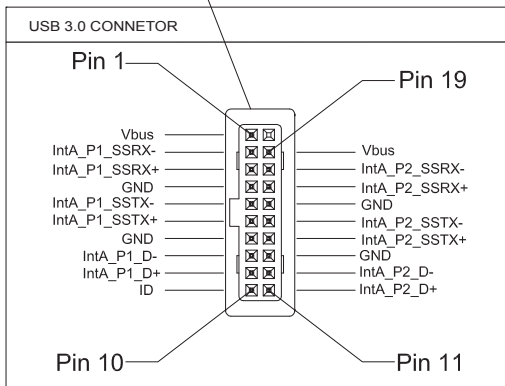 USB 3.0 CONNETOR
Pin 1
Pin 19
Vbus
IntA_P1_SSRX-
IntA_P1_SSRX+
GND
IntA_P1_SSTX-
IntA_P1_SSTX+
GND
IntA_P1_D-
IntA_P1_D+
ID
Vbus
IntA_P2_SSRX-
IntA_P2_SSRX+
GND
IntA_P2_SSTX-
IntA_P2_SSTX+
GND
IntA_P2_D-
IntA_P2_D+
Pin 10
Pin 11